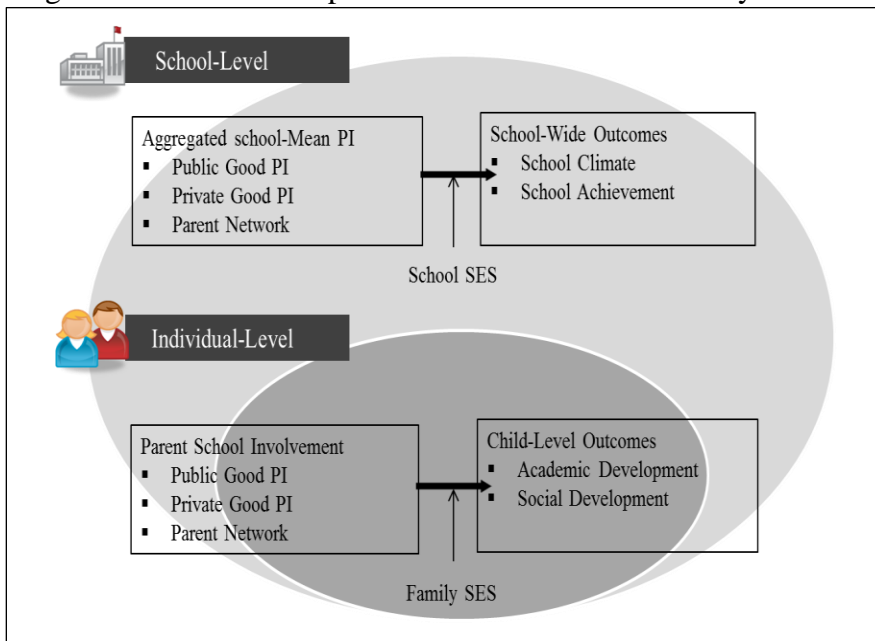 School-Level
Aggregated school-Mean PI
▪ Public Good PI
▪ Private Good PI
▪ Parent Network
School-Wide Outcomes
▪ School Climate
▪ School Achievement
School SES
Individual-Level
Parent School Involvement
▪ Public Good PI
▪ Private Good PI
▪ Parent Network
Child-Level Outcomes
▪ Academic Development
▪ Social Development
Family SES